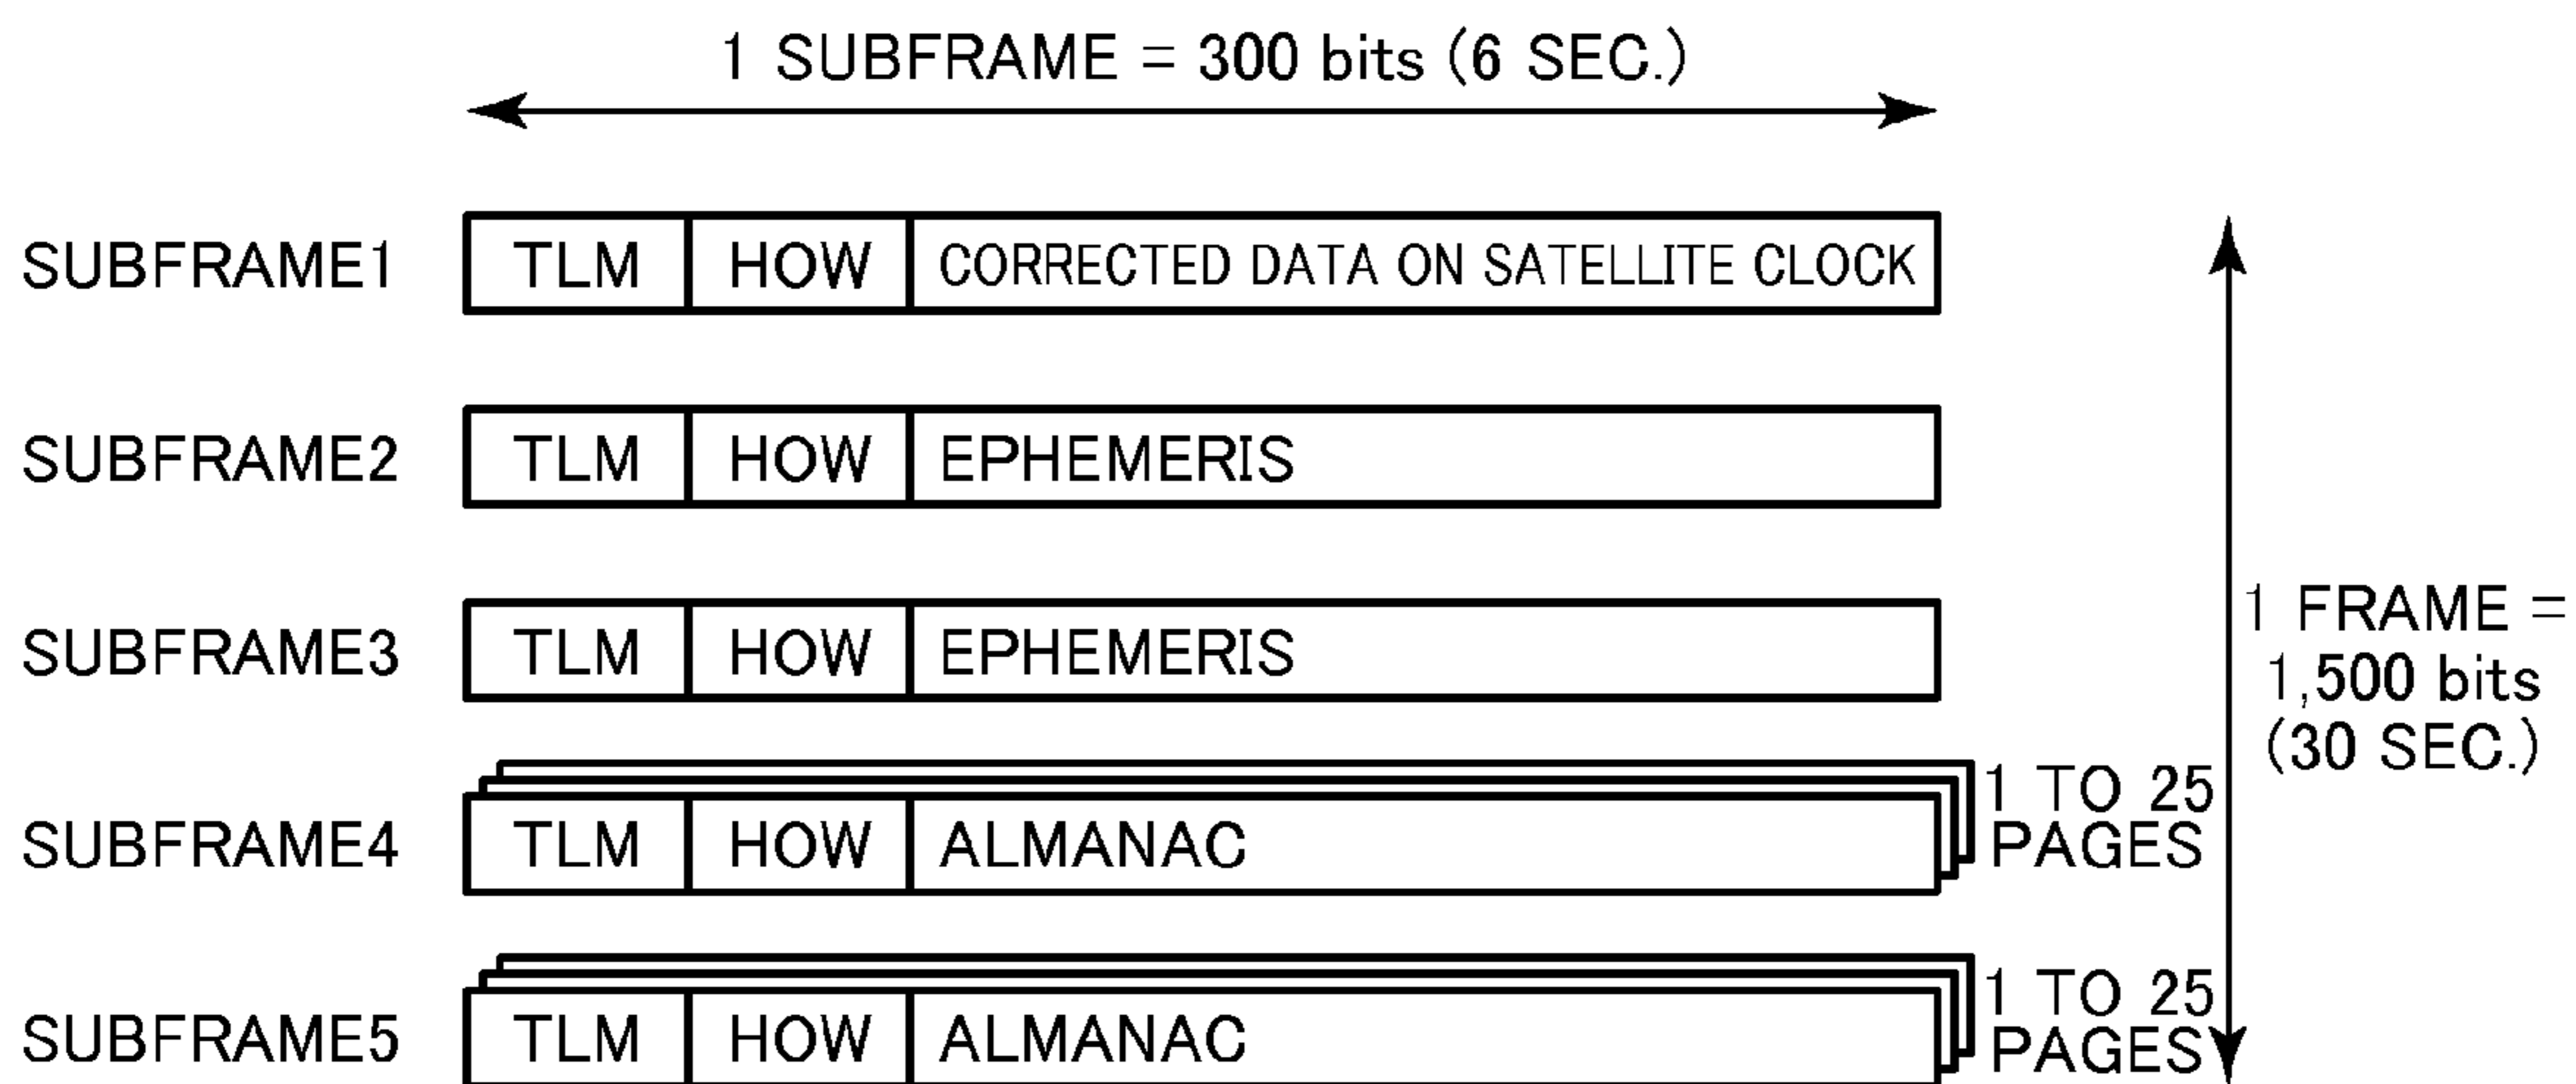 1 SUBFRAME = 300 bits (6 SEC.)
SUBFRAME1 TLM HOW CORRECTED DATA ON SATELLITE CLOCK
SUBFRAME2 TLM HOW EPHEMERIS
SUBFRAME3 TLM HOW EPHEMERIS
1 FRAME =
1,500 bits
(30 SEC.)
SUBFRAME4 TLM HOW ALMANAC
1 TO 25
PAGES
SUBFRAME5 TLM HOW ALMANAC
1 TO 25
PAGES